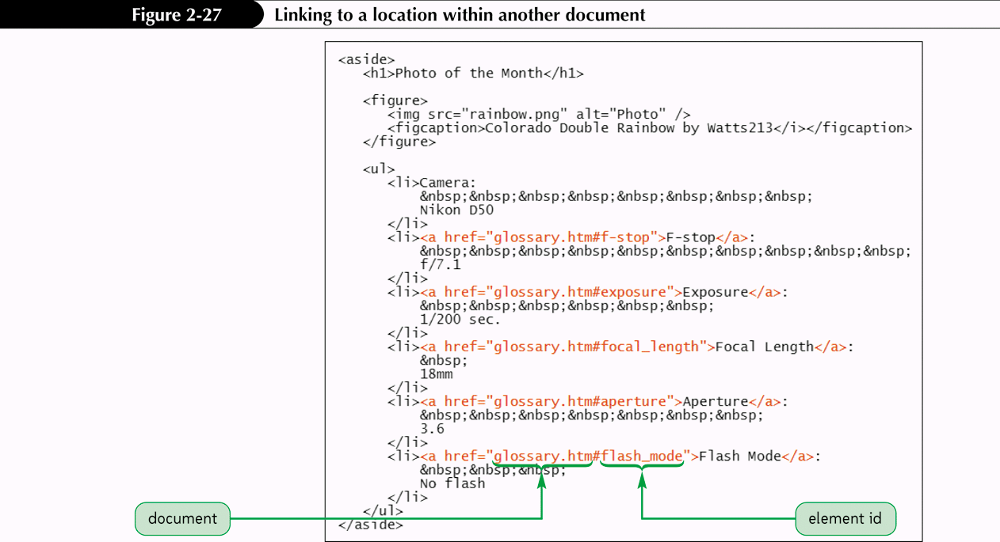 Figure 2-27 Linking to a location within another document
<aside>
<h1>Photo of the Month</h1>
<figure>
<img src="rainbow.png" alt="Photo" />
<figcaption>Colorado Double Rainbow by Watts213</i></figcaption>
</figure>
<ul>
<li>Camera:
&nbsp;&nbsp;&nbsp;&nbsp;&nbsp;&nbsp;&nbsp;&nbsp;
Nikon D50
</li>
<li><a href="glossary.htm#f-stop">F-stop</a>:
&nbsp;&nbsp;&nbsp;&nbsp;&nbsp;&nbsp;&nbsp;&nbsp;&nbsp;&nbsp;
f/7.1
</li>
<li><a href="glossary.htm#exposure">Exposure</a>:
&nbsp;&nbsp;&nbsp;&nbsp;&nbsp;&nbsp;
1/200 sec.
</li>
<li><a href="glossary.htm#focal_length">Focal Length</a>:
&nbsp;
18mm
</li>
<li><a href="glossary.htm#aperture">Aperture</a>:
&nbsp;&nbsp;&nbsp;&nbsp;&nbsp;&nbsp;&nbsp;
3.6
</li>
<li><a href="glossary.htm#flash_mode">Flash Mode</a>:
&nbsp;&nbsp;&nbsp;
No flash
</li>
</ul>
</aside>
document
element id